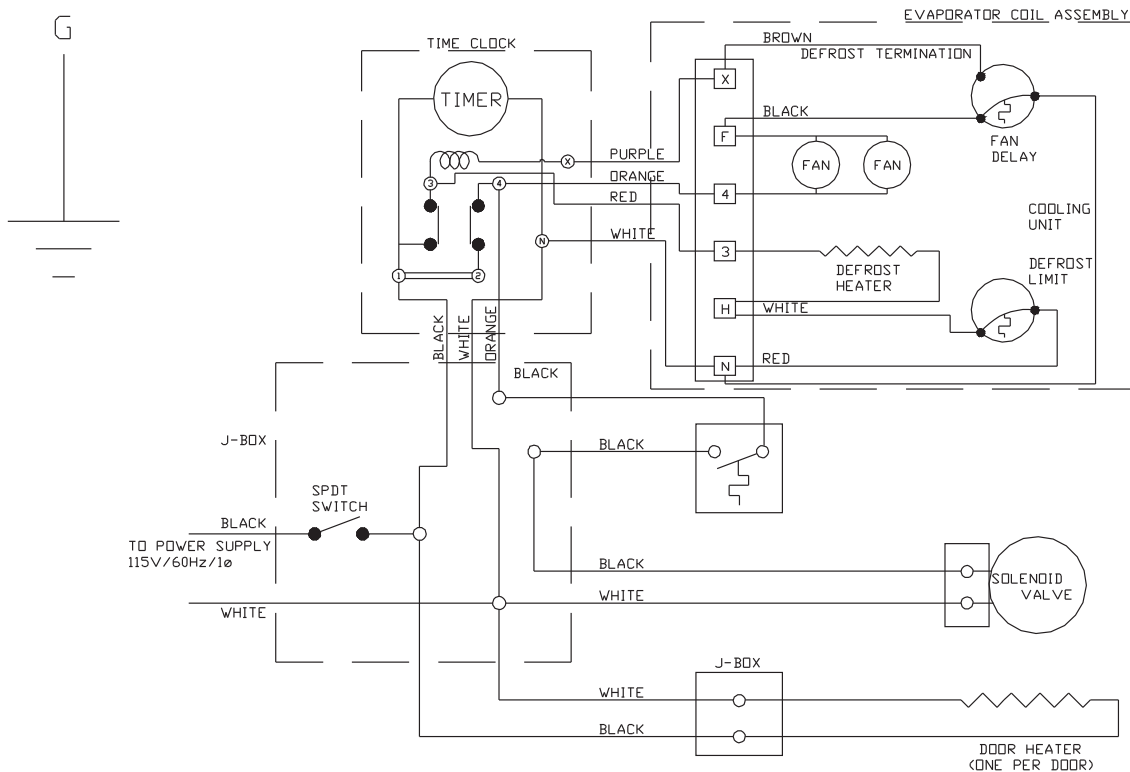 G
EVAPORATOR COIL ASSEMBLY
TIME CLOCK
BROWN
DEFROST TERMINATION
TIMER
X
BLACK
F
FAN
DELAY
PURPLE
X
FAN
FAN
ORANGE
3
4
4
RED
COOLING
UNIT
WHITE
N
3
DEFROST
HEATER
DEFROST
LIMIT
1
2
H
WHITE
BLACK
WHITE
ORANGE
N
RED
BLACK
J-BOX
BLACK
SPDT
SWITCH
BLACK
TO POWER SUPPLY
115V/60Hz/1ø
BLACK
SOLENOID
VALVE
WHITE
WHITE
J-BOX
WHITE
BLACK
DOOR HEATER
(ONE PER DOOR)